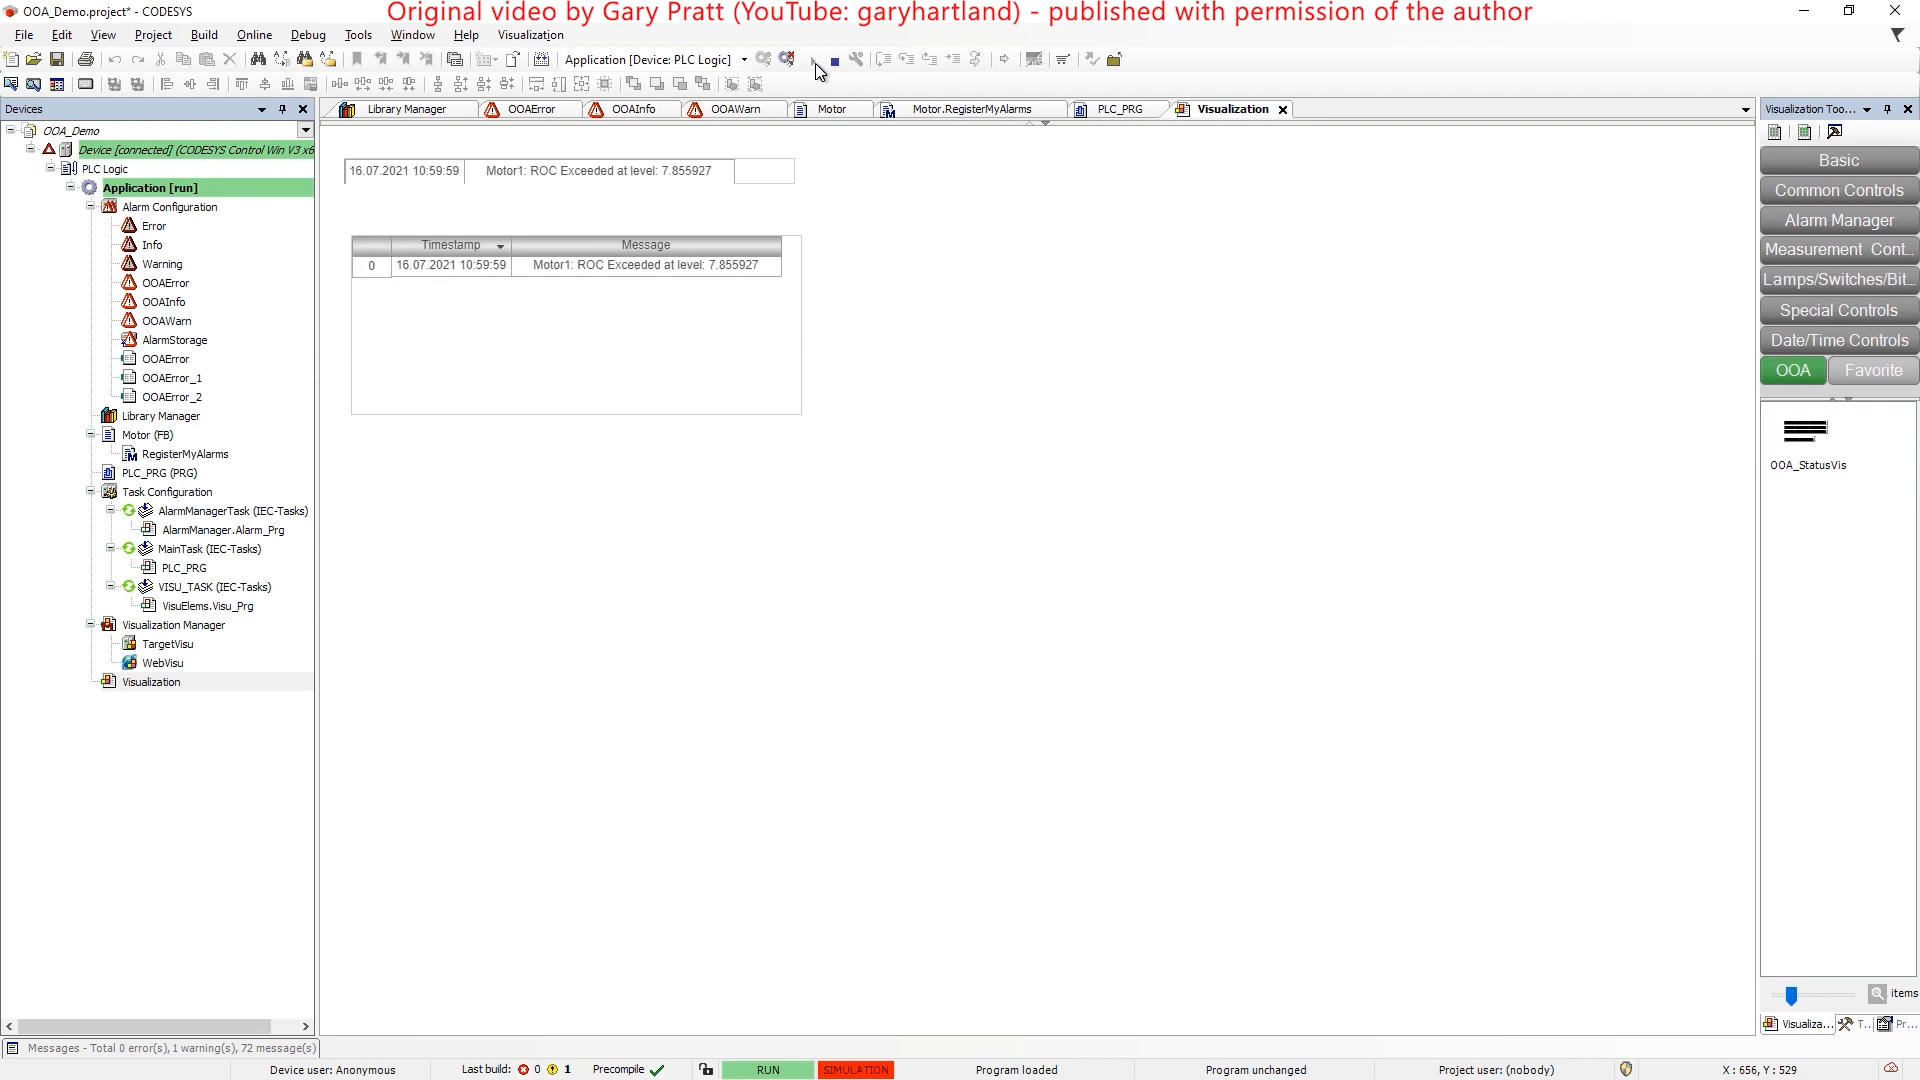 OOA_Demo.project* - CODESYS
Original video by Gary Pratt (YouTube: garyhartland) - published with permission of the author
File Edit View Project Build Online Debug Tools Window Help Visualization
Application [Device: PLC Logic]
Devices
OOA_Demo
Device [connected] (CODESYS Control Win V3 x6
PLC Logic
Application [run]
Alarm Configuration
Error
Info
Warning
OOAError
OOAInfo
OOAWarn
AlarmStorage
OOAError
OOAError_1
OOAError_2
Library Manager
Motor (FB)
RegisterMyAlarms
PLC_PRG (PRG)
Task Configuration
AlarmManagerTask (IEC-Tasks)
AlarmManager.Alarm_Prg
MainTask (IEC-Tasks)
PLC_PRG
VISU_TASK (IEC-Tasks)
VisuElems.Visu_Prg
Visualization Manager
TargetVisu
WebVisu
Visualization
Library Manager OOAError OOAInfo OOAWarn Motor Motor.RegisterMyAlarms PLC_PRG Visualization
16.07.2021 10:59:59 Motor1: ROC Exceeded at level: 7.855927
Timestamp Message
0 16.07.2021 10:59:59 Motor1: ROC Exceeded at level: 7.855927
Visualization Too...
Basic
Common Controls
Alarm Manager
Measurement Cont...
Lamps/Switches/Bit...
Special Controls
Date/Time Controls
OOA Favorite
OOA_StatusVis
items
Visualiza... T... Pr...
Messages - Total 0 error(s), 1 warning(s), 72 message(s)
Device user: Anonymous Last build: 0 1 Precompile RUN SIMULATION Program loaded Program unchanged Project user: (nobody) X: 656, Y: 529